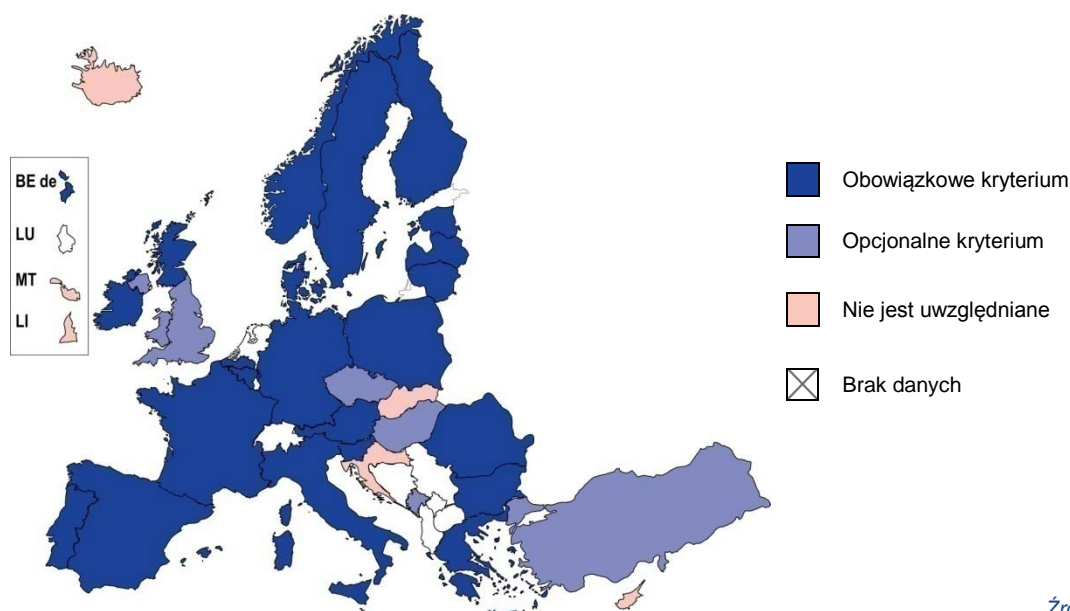 BE de
LU
MT
LI
Obowiązkowe kryterium
Opcjonalne kryterium
Nie jest uwzględniane
Brak danych